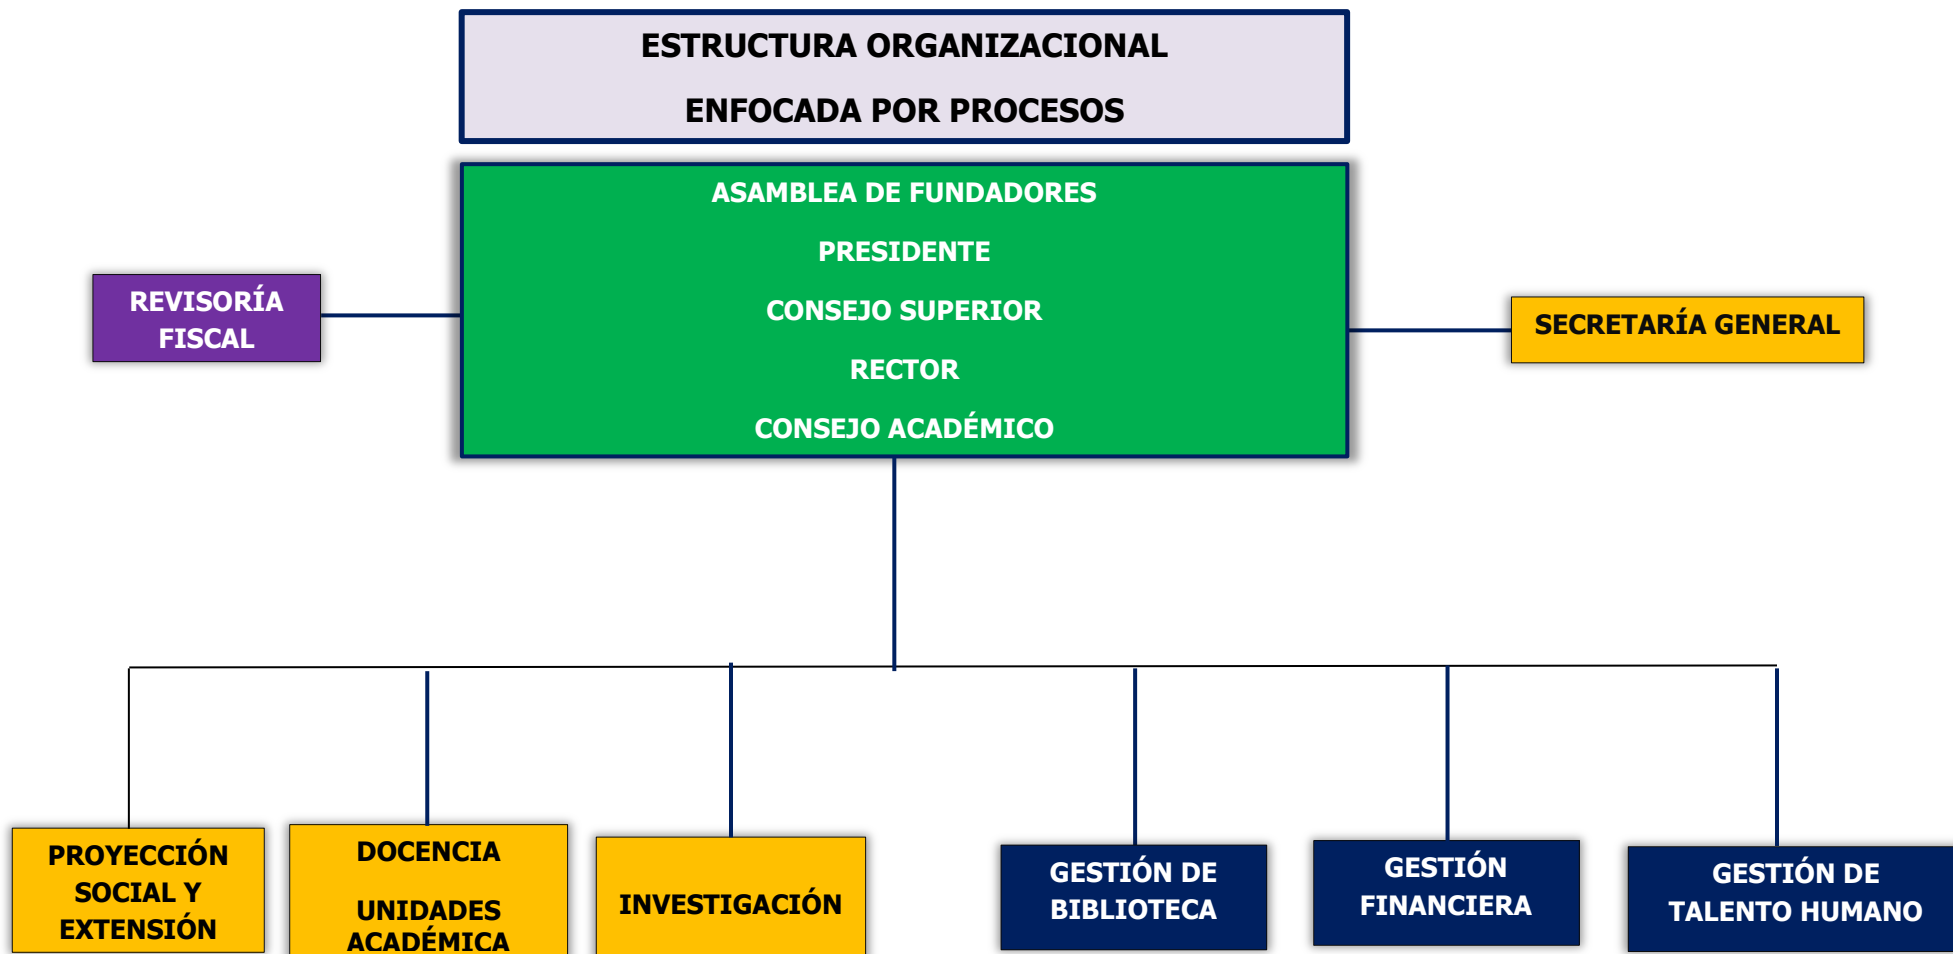 ESTRUCTURA ORGANIZACIONAL
ENFOCADA POR PROCESOS
ASAMBLEA DE FUNDADORES
PRESIDENTE
CONSEJO SUPERIOR
RECTOR
CONSEJO ACADÉMICO
REVISORÍA
FISCAL
SECRETARÍA GENERAL
PROYECCIÓN
SOCIAL Y
EXTENSIÓN
DOCENCIA
UNIDADES
ACADÉMICA
INVESTIGACIÓN
GESTIÓN DE
BIBLIOTECA
GESTIÓN
FINANCIERA
GESTIÓN DE
TALENTO HUMANO